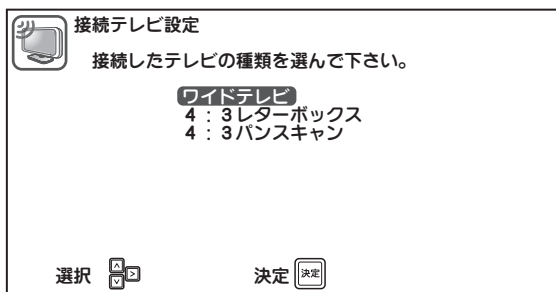 接続テレビ設定
接続したテレビの種類を選んで下さい。
ワイドテレビ
4:3レターボックス
4:3パンスキャン
選択 決定 決定